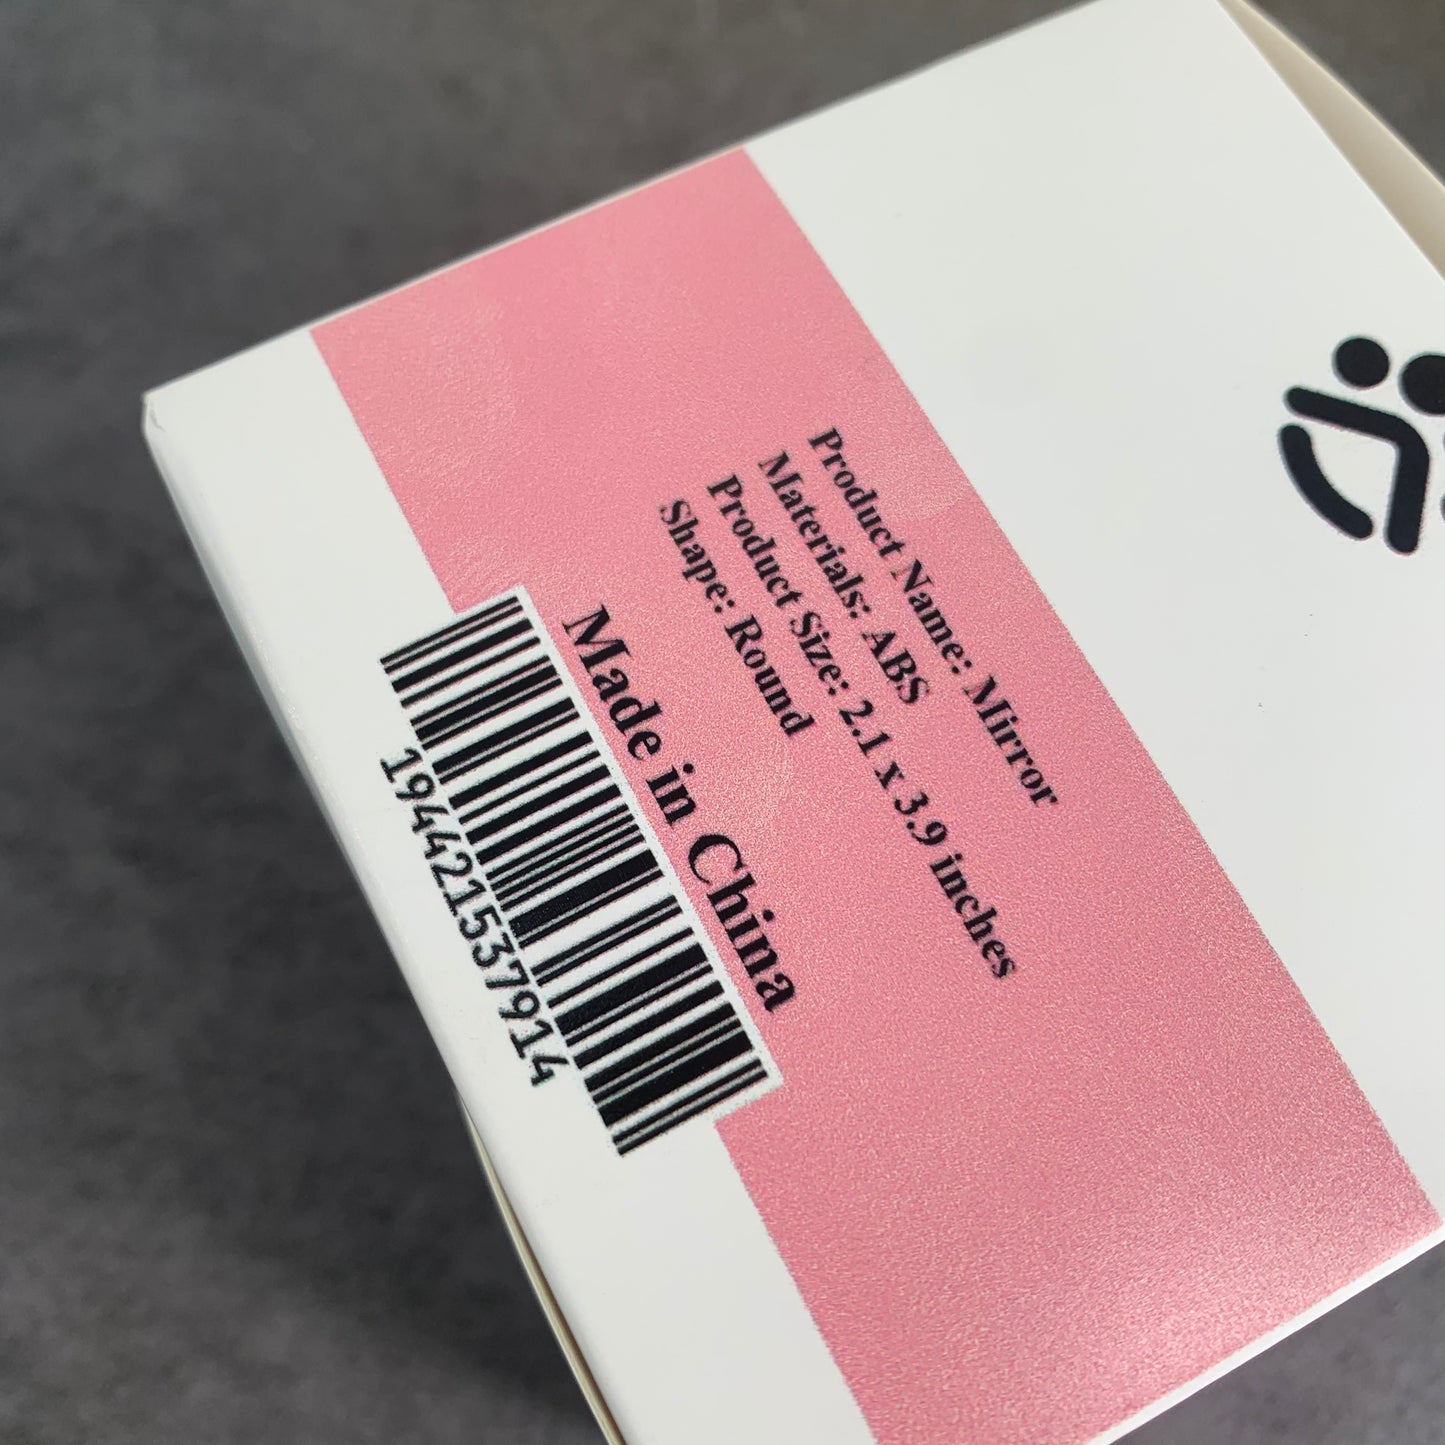 Product Name: Mirror
Materials: ABS
Product Size: 2.1 x 3.9 inches
Shape: Round
Made in China
194421537914